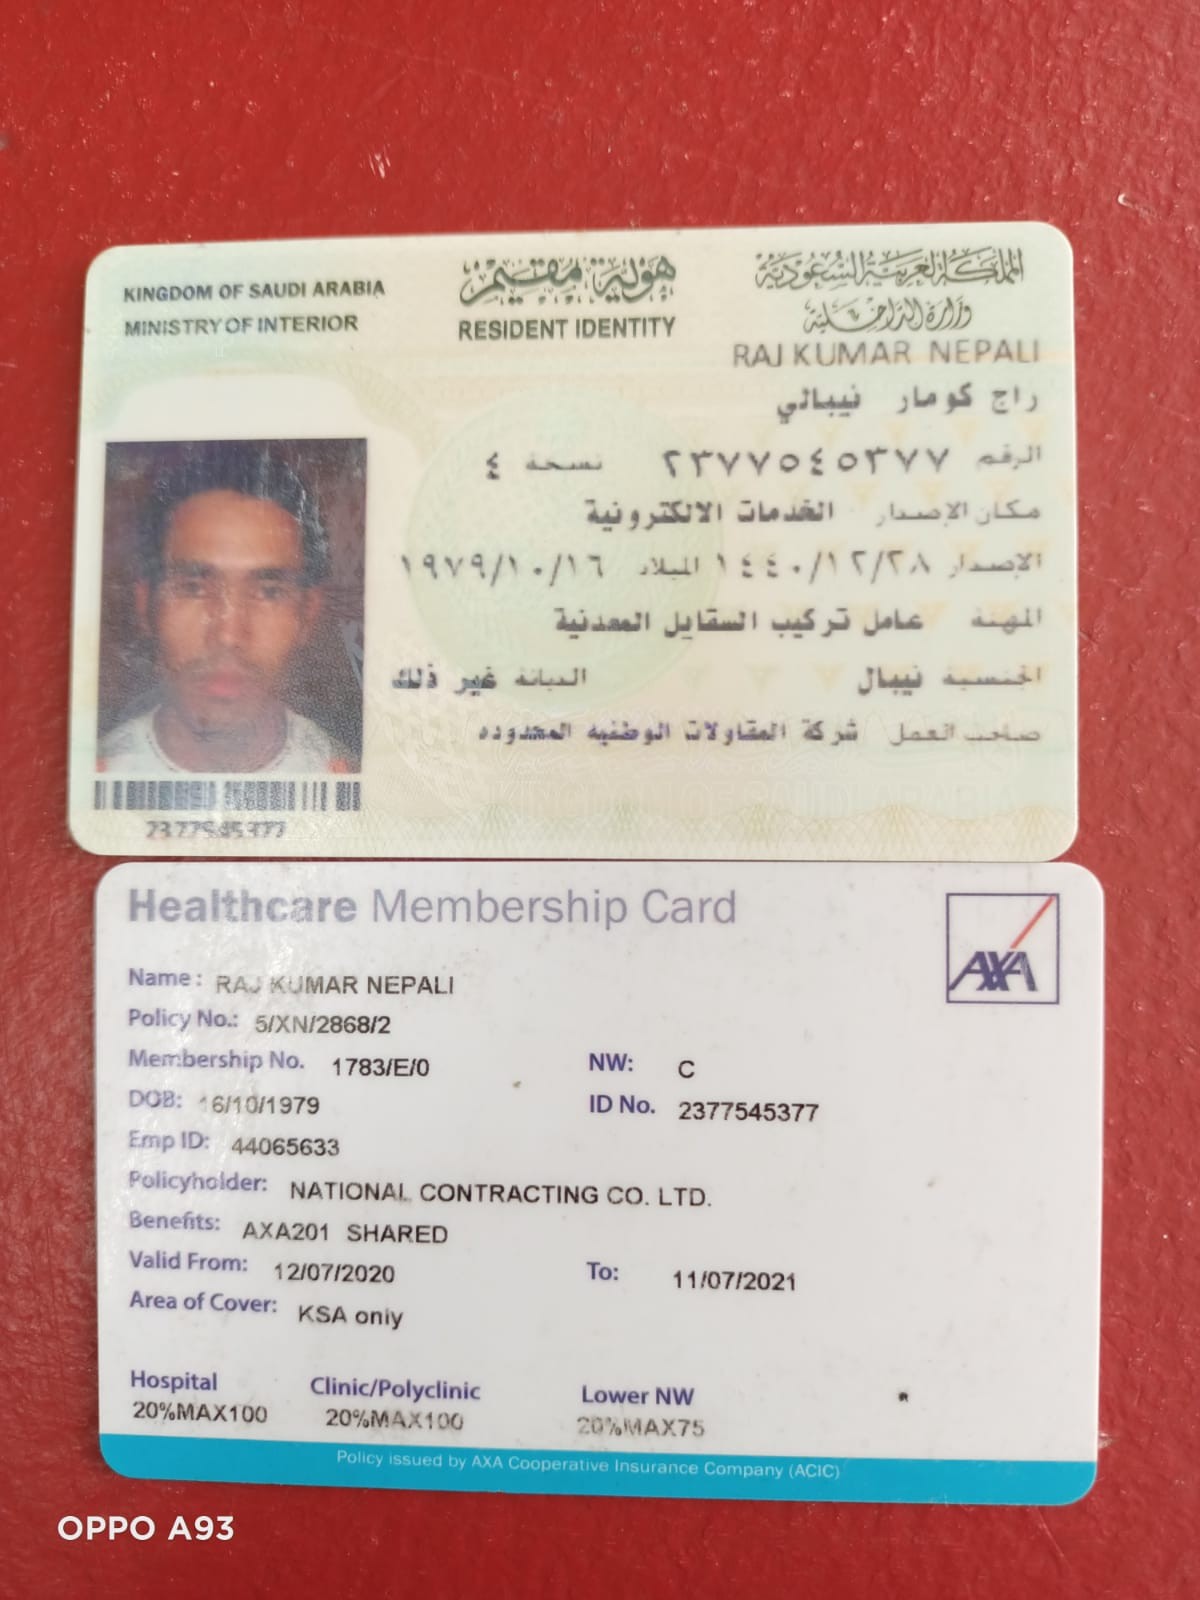 KINGDOM OF SAUDI ARABIA
MINISTRY OF INTERIOR
هوية مقيم
RESIDENT IDENTITY
المملكة العربية السعودية
وزارة الداخلية
RAJ KUMAR NEPALI
راج كومار نيبالي
الرقم ٢٣٧٧٥٤٥٣٧٧ نسخة ٤
مكان الإصدار الخدمات الالكترونية
الإصدار ١٤٤٠/١٢/٢٨ الميلاد ١٩٧٩/١٠/١٦
المهنة عامل تركيب السقايل المعدنية
الجنسية نيبال الديانة غير ذلك
صاحب العمل شركة المقاولات الوطنيه المحدوده
2377545377
Healthcare Membership Card
AXA
Name: RAJ KUMAR NEPALI
Policy No.: 5/XN/2868/2
Membership No. 1783/E/0 NW: C
DOB: 16/10/1979 ID No. 2377545377
Emp ID: 44065633
Policyholder: NATIONAL CONTRACTING CO. LTD.
Benefits: AXA201 SHARED
Valid From: 12/07/2020 To: 11/07/2021
Area of Cover: KSA only
Hospital Clinic/Polyclinic Lower NW
20%MAX100 20%MAX100 20%MAX75
Policy issued by AXA Cooperative Insurance Company (ACIC)
OPPO A93